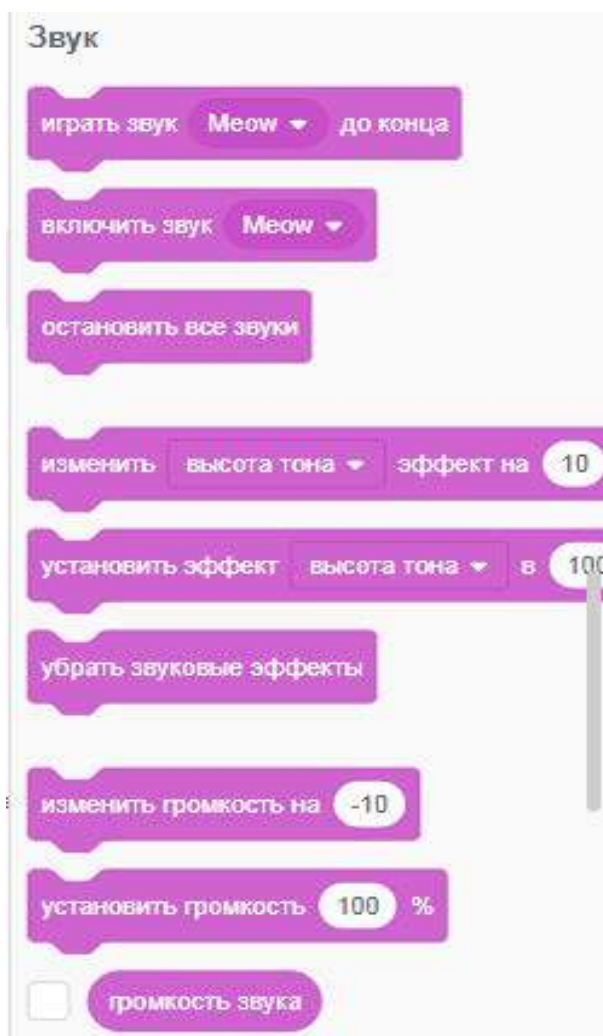 Звук
играть звук Meow до конца
включить звук Meow
остановить все звуки
изменить высота тона эффект на 10
установить эффект высота тона в 100
убрать звуковые эффекты
изменить громкость на -10
установить громкость 100 %
громкость звука